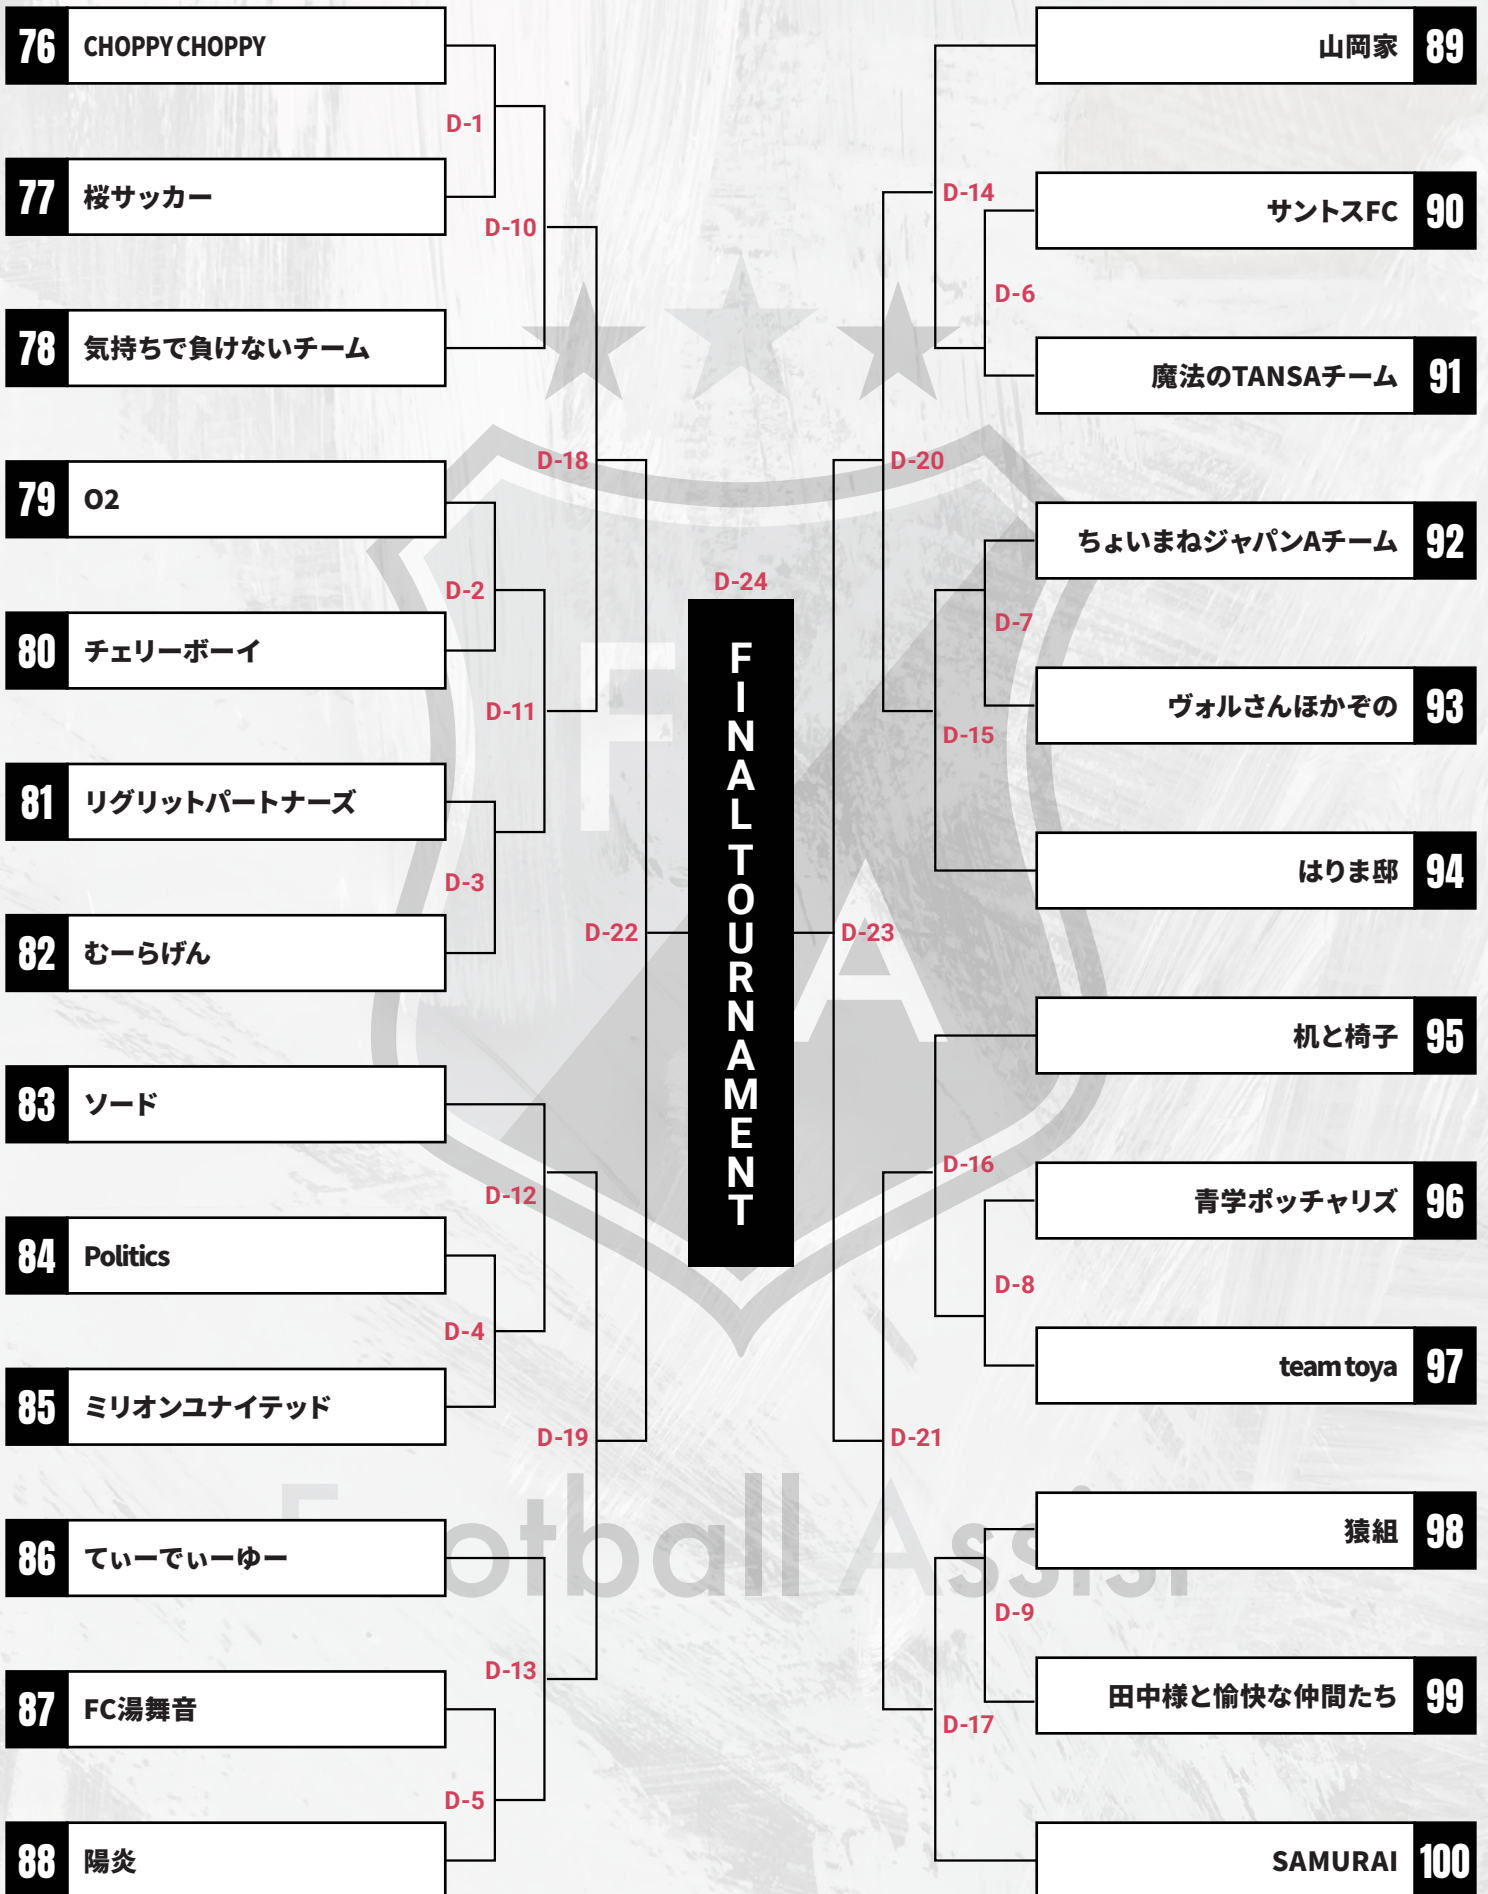 76 CHOPPY CHOPPY
D-1
77 桜サッカー
D-10
78 気持ちで負けないチーム
D-18
79 O2
D-2
80 チェリーボーイ
D-11
81 リグリットパートナーズ
D-3
82 むーらげん
D-22
83 ソード
D-12
84 Politics
D-4
85 ミリオンユナイテッド
D-19
86 てぃーでぃーゆー
D-13
87 FC湯舞音
D-5
88 陽炎
D-24
FINAL TOURNAMENT
山岡家 89
D-14
サントスFC 90
D-6
魔法のTANSAチーム 91
D-20
ちょいまねジャパンAチーム 92
D-7
ヴォルさんほかぞの 93
D-15
はりま邸 94
D-23
机と椅子 95
D-16
青学ポッチャリズ 96
D-8
team toya 97
D-21
猿組 98
D-9
田中様と愉快な仲間たち 99
D-17
SAMURAI 100
F
A
Football Assist